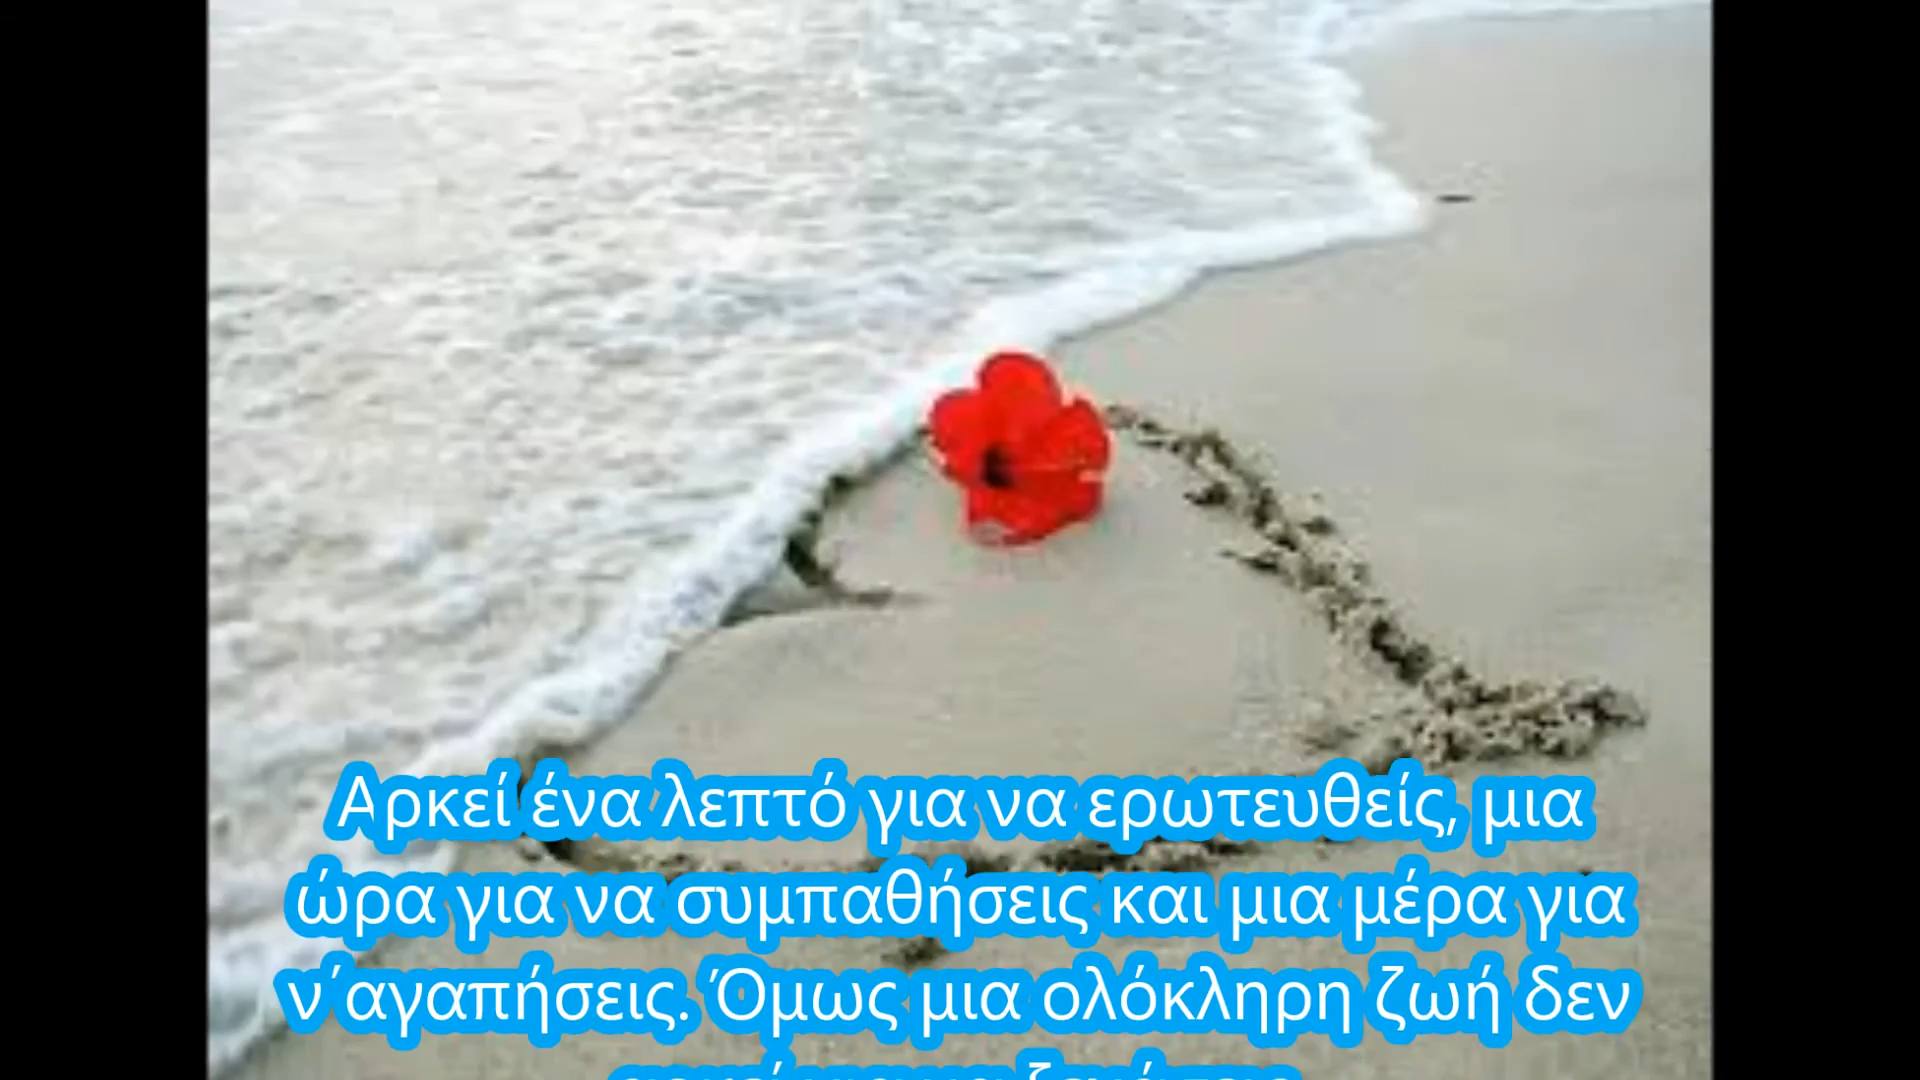 Αρκεί ένα λεπτό για να ερωτευθείς, μια
ώρα για να συμπαθήσεις και μια μέρα για
ν΄αγαπήσεις. Όμως μια ολόκληρη ζωή δεν